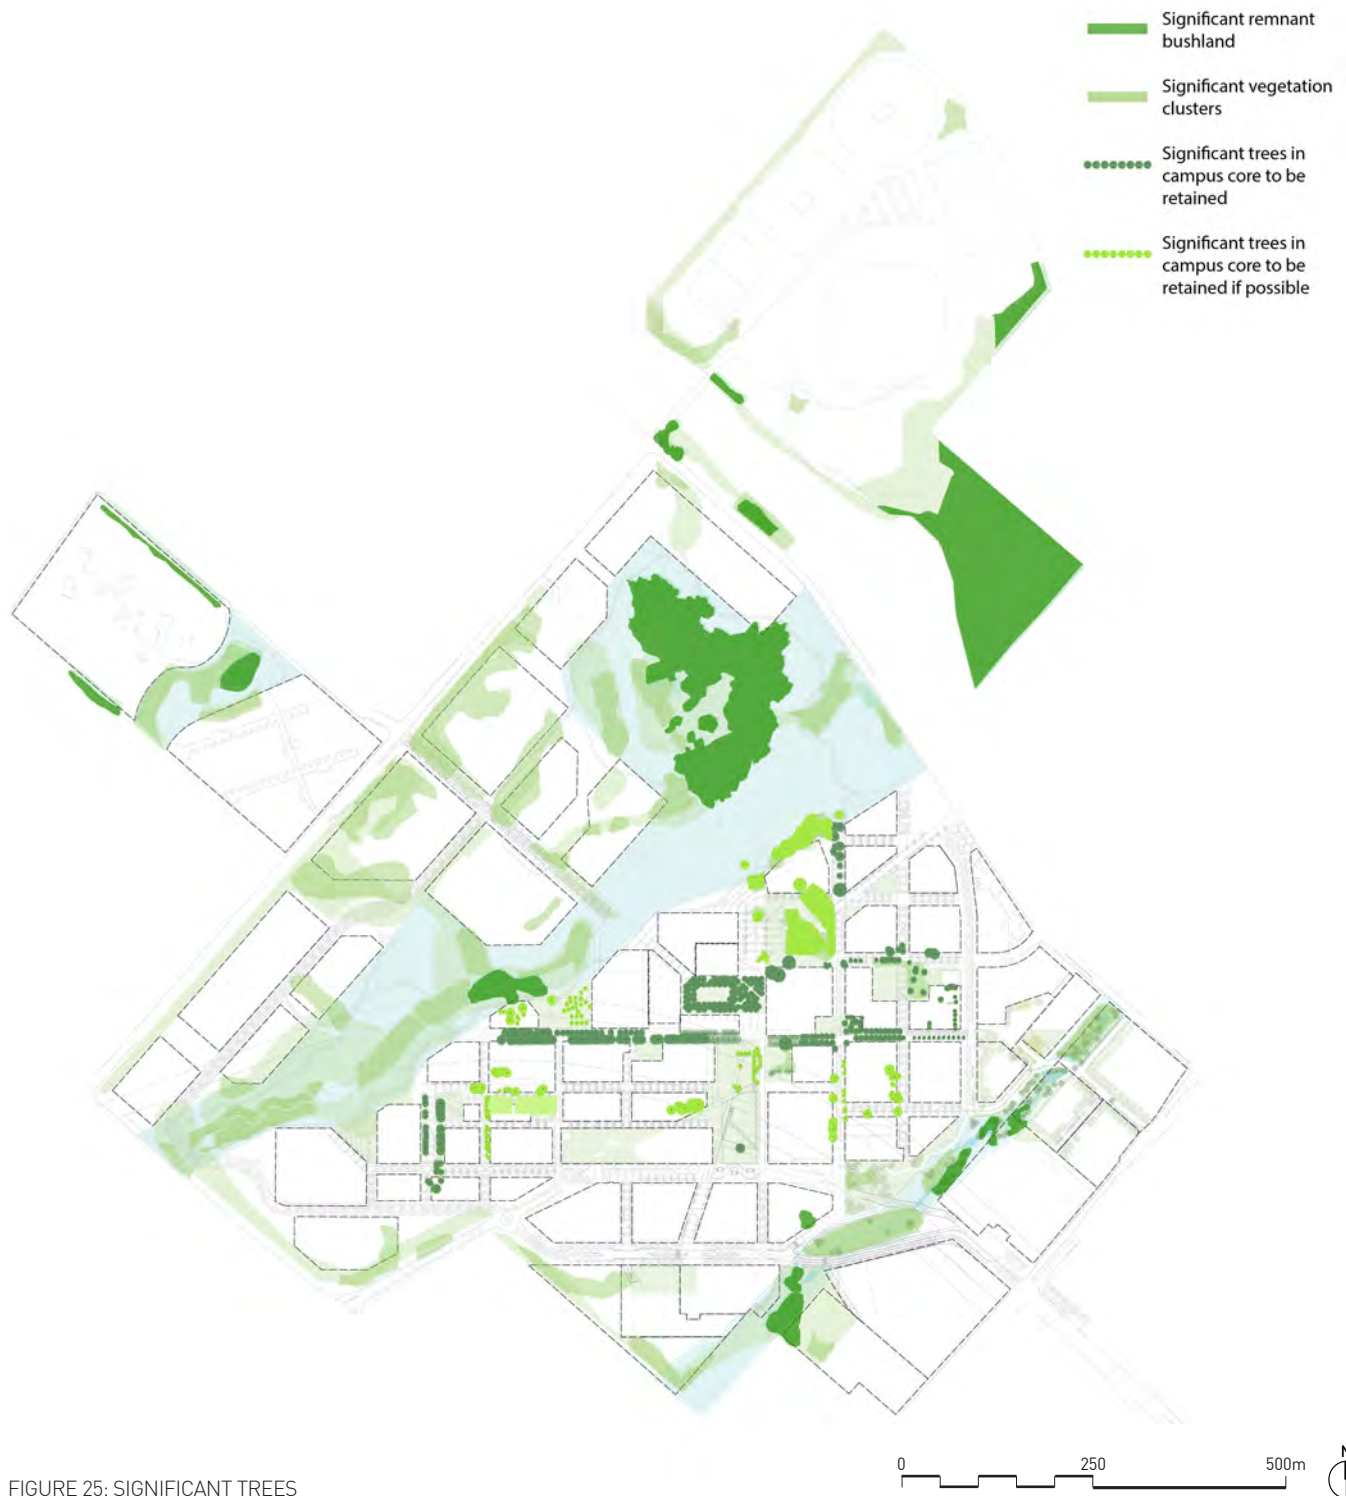 Significant remnant
bushland
Significant vegetation
clusters
Significant trees in
campus core to be
retained
Significant trees in
campus core to be
retained if possible
0 250 500m
N
FIGURE 25: SIGNIFICANT TREES